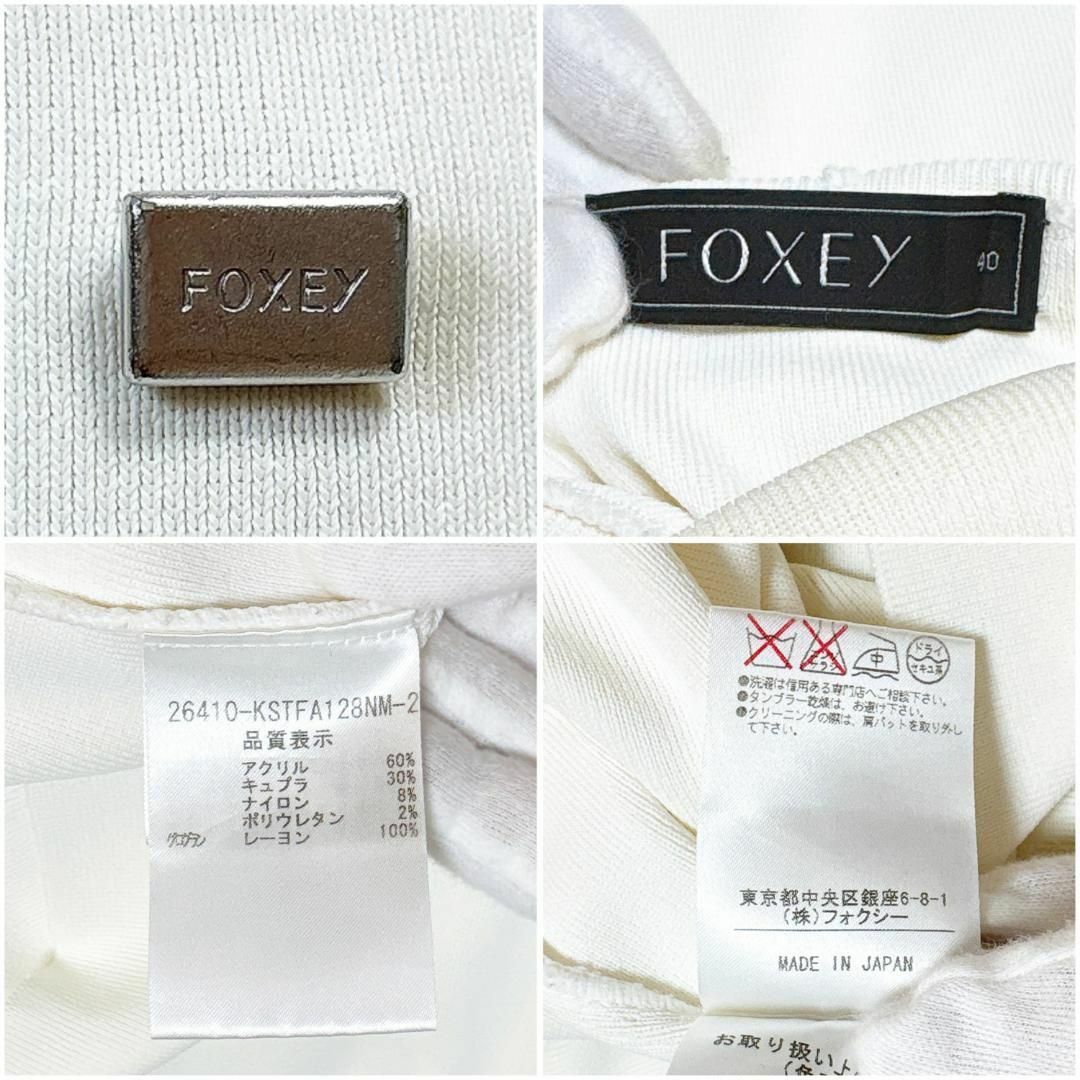 FOXEY
FOXEY
40
26410-KSTFA128NM-2
品質表示
アクリル 60%
キュプラ 30%
ナイロン 8%
ポリウレタン 2%
グログラン レーヨン 100%
中
ドライ
セキユ系
●洗濯は信用ある専門店へご相談下さい。
●タンブラー乾燥は、お避け下さい。
●クリーニングの際は、肩パットを取り外し
て下さい。
東京都中央区銀座6-8-1
(株)フォクシー
MADE IN JAPAN
お取り扱い上